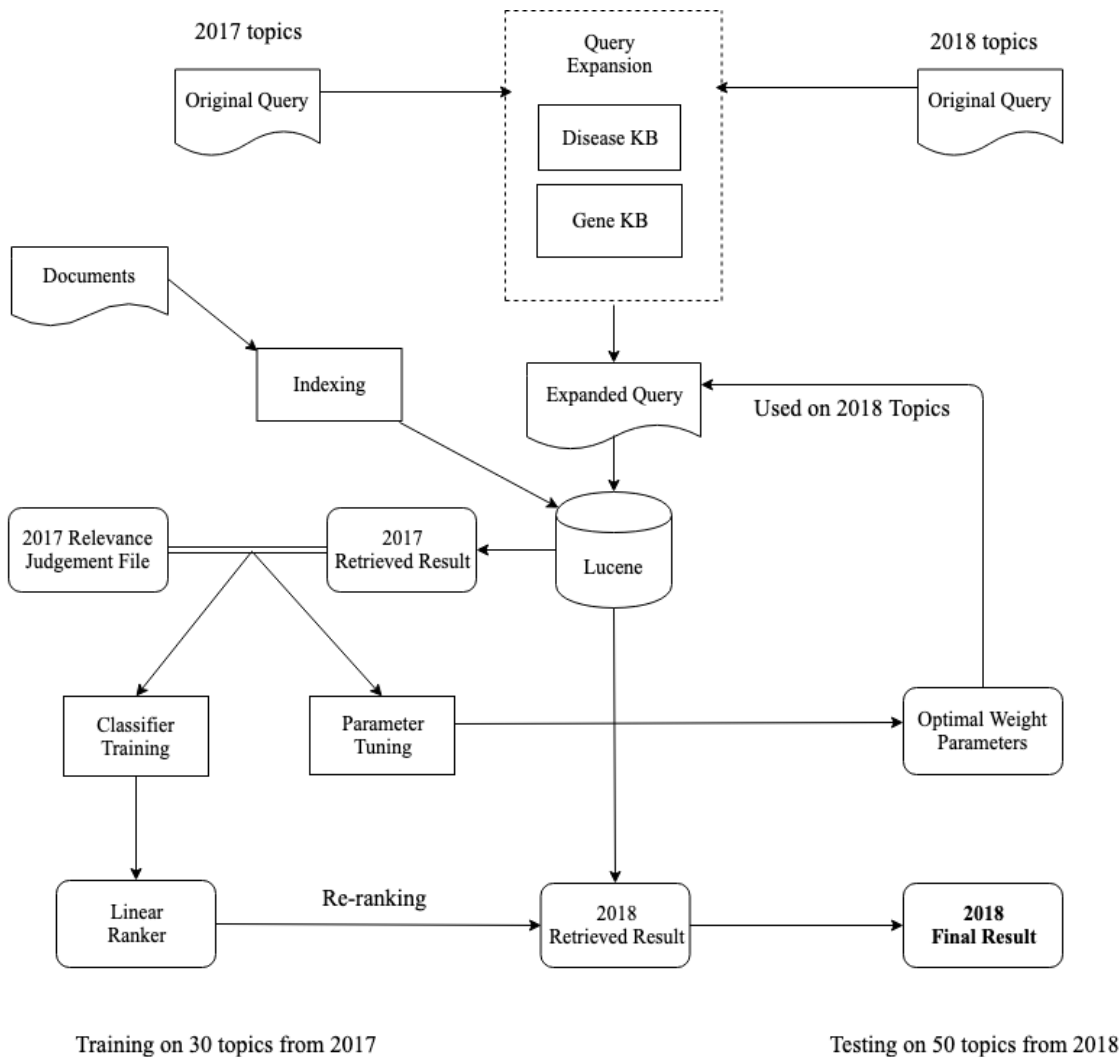 2017 topics
Query
Expansion
2018 topics
Original Query
Original Query
Disease KB
Gene KB
Documents
Indexing
Expanded Query
Used on 2018 Topics
2017 Relevance
Judgement File
2017
Retrieved Result
Lucene
Classifier
Training
Parameter
Tuning
Optimal Weight
Parameters
Linear
Ranker
Re-ranking
2018
Retrieved Result
2018
Final Result
Training on 30 topics from 2017
Testing on 50 topics from 2018